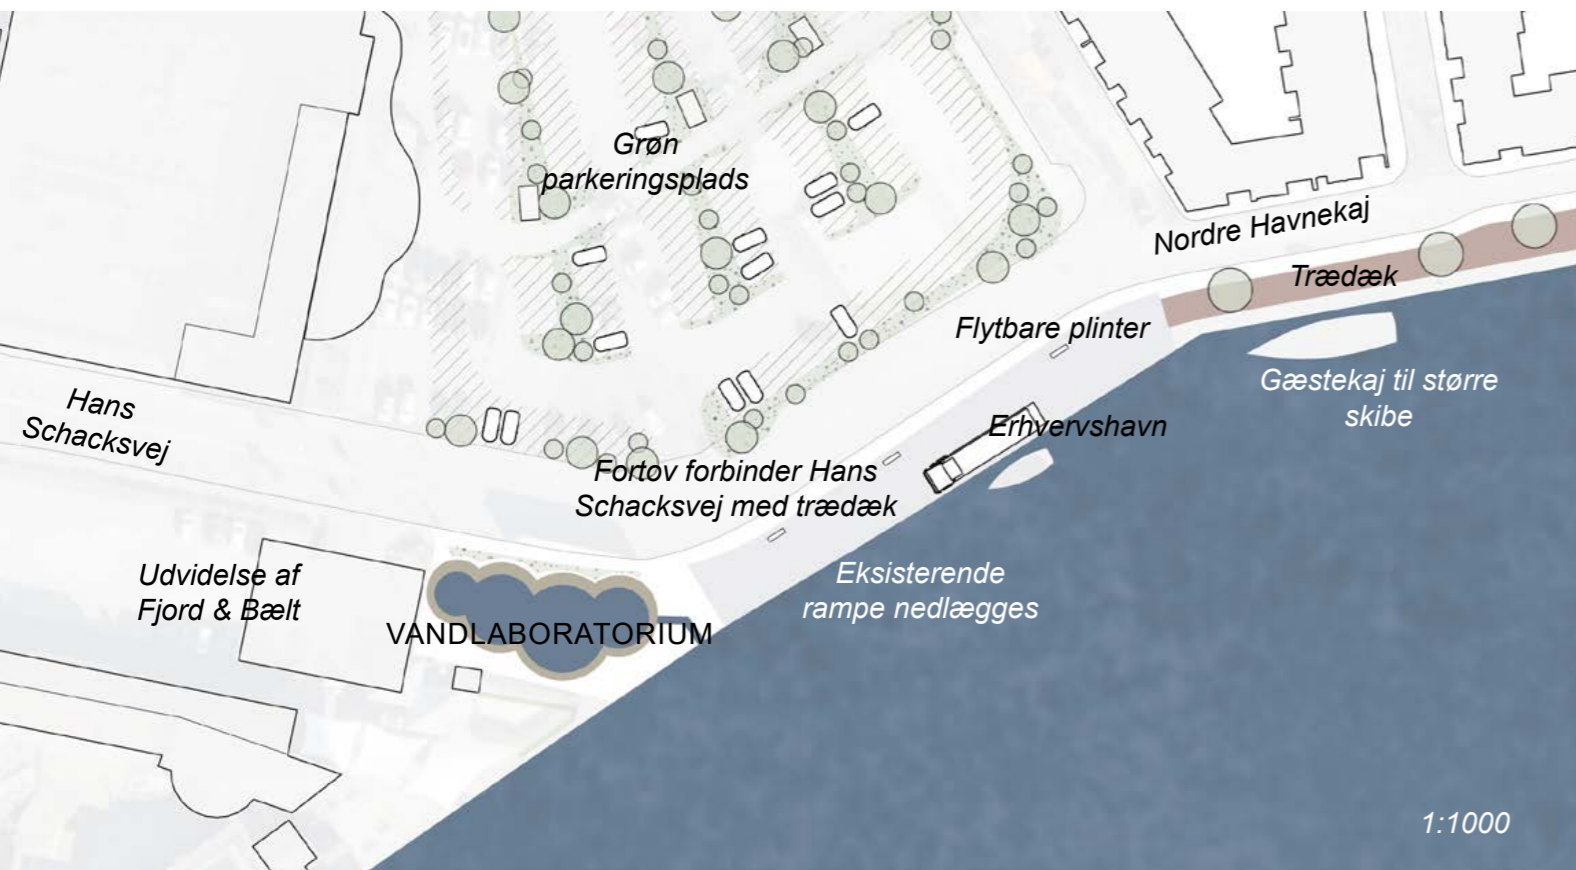 Grøn
parkeringsplads
Nordre Havnekaj
Trædæk
Flytbare plinter
Gæstekaj til større
skibe
Hans
Schacksvej
Erhvervshavn
Fortov forbinder Hans
Schacksvej med trædæk
Udvidelse af
Fjord & Bælt
Eksisterende
rampe nedlægges
VANDLABORATORIUM
1:1000